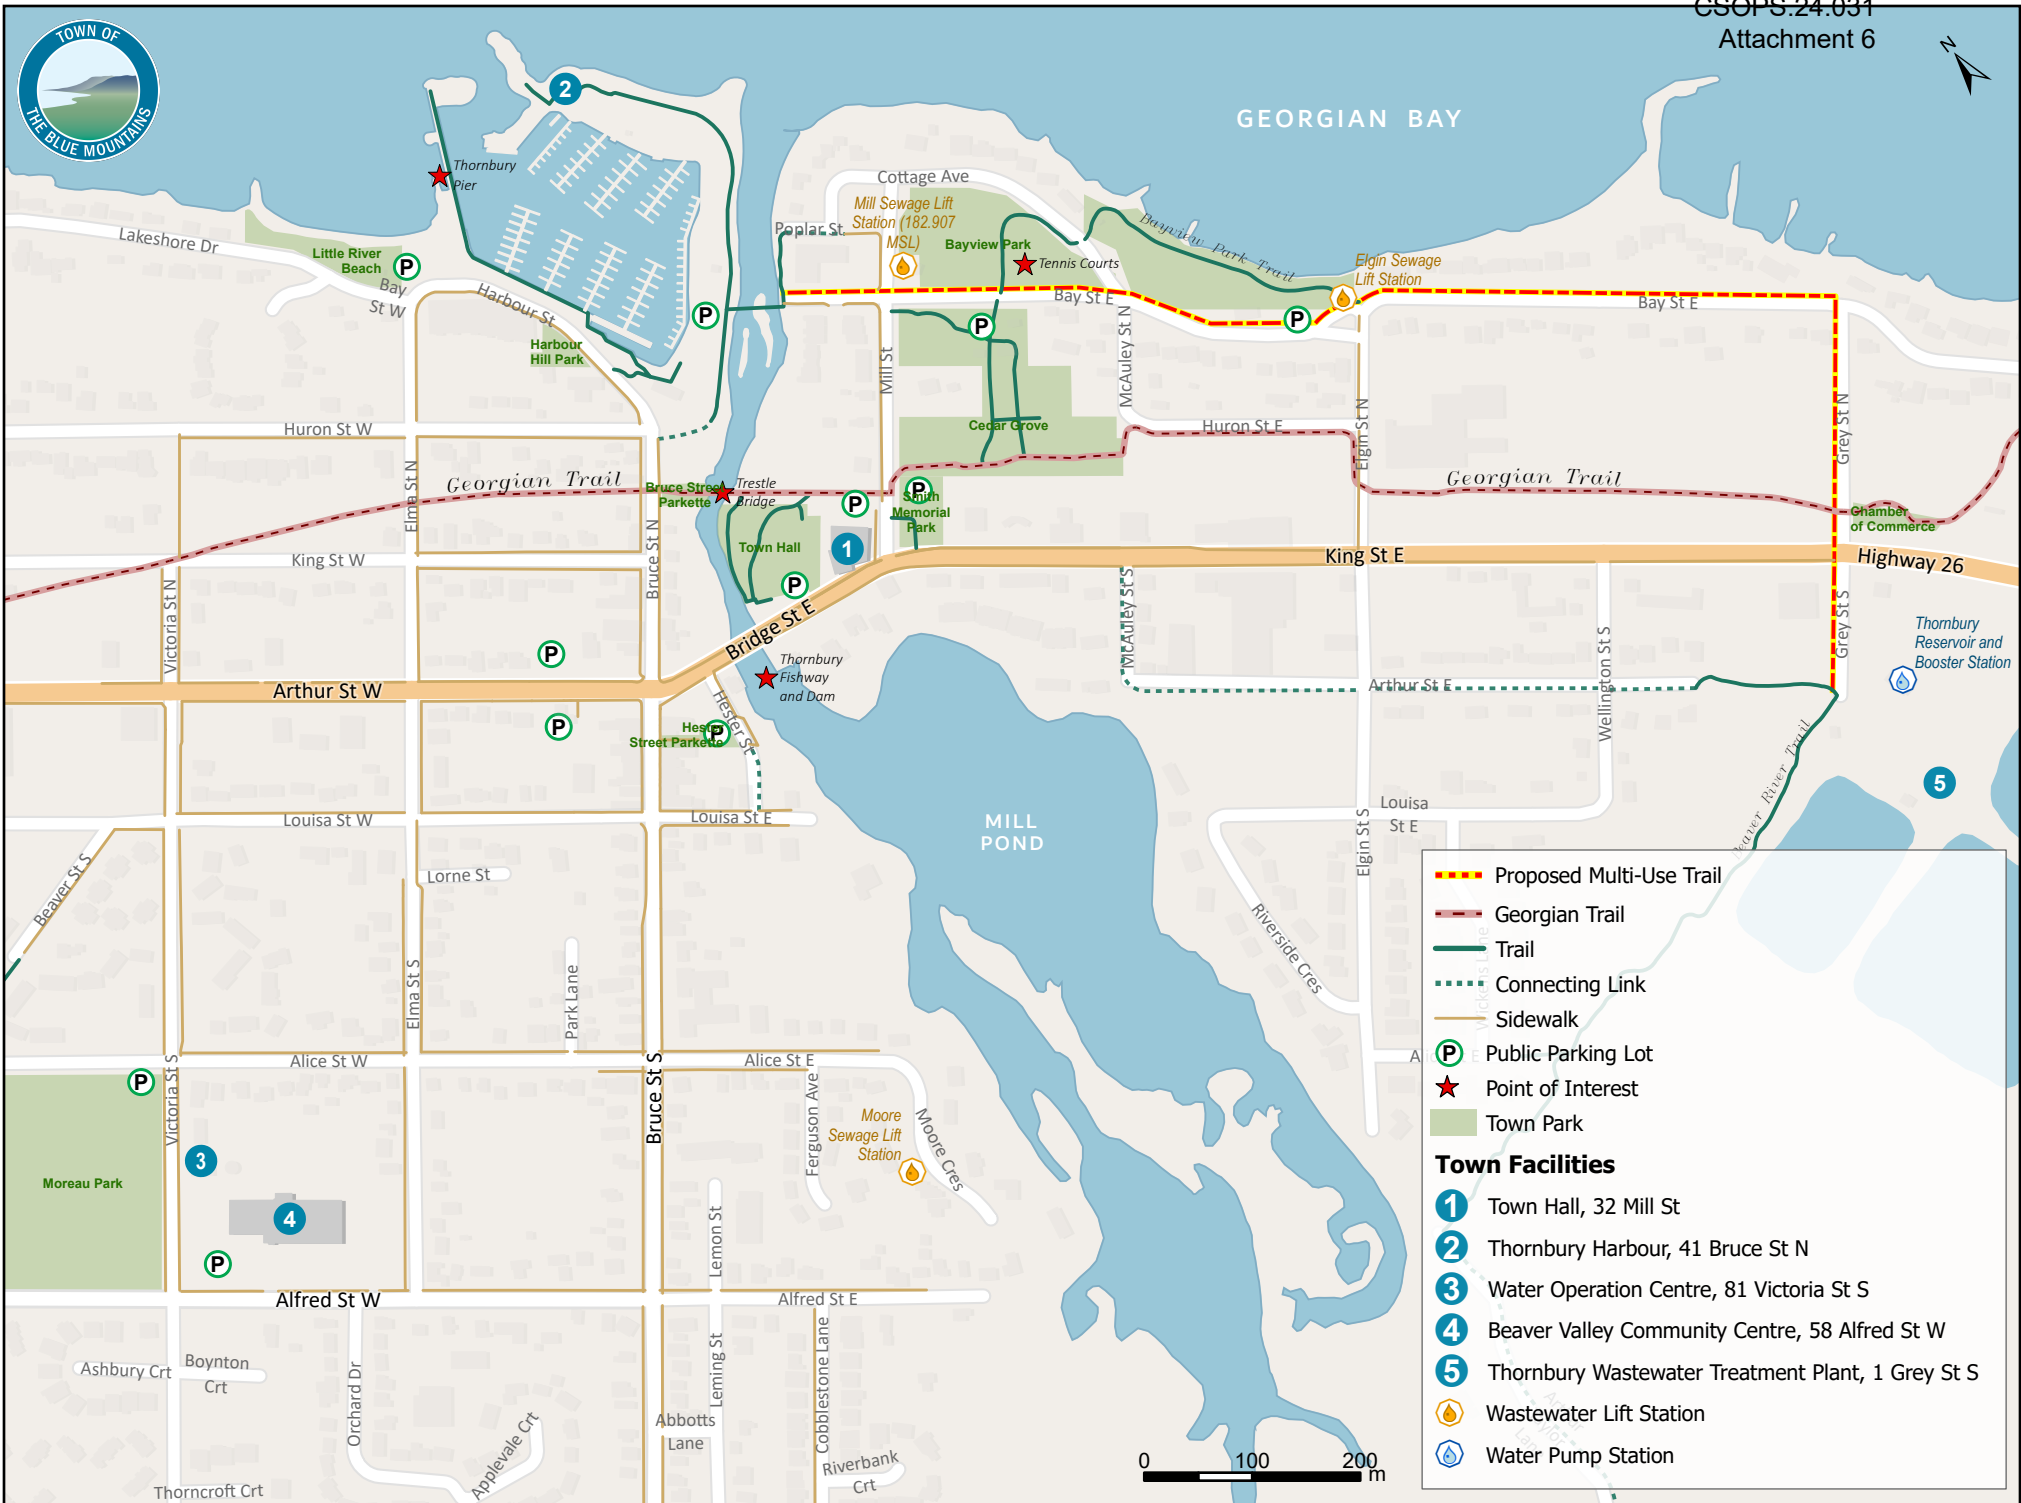 CSOPS.24.031
Attachment 6
TOWN OF
THE BLUE MOUNTAINS
N
GEORGIAN BAY
2
Thornbury
Pier
Cottage Ave
Mill Sewage Lift
Station (182.907
MSL)
Poplar St
Bayview Park
Tennis Courts
Bayview Park Trail
Elgin Sewage
Lift Station
Lakeshore Dr
Little River
Beach
P
Bay
St W
Harbour St
Harbour
Hill Park
P
Bay St E
P
P
Bay St E
Mill St
McAuley St N
Huron St W
Cedar Grove
Huron St E
Elgin St N
Grey St N
Elma St N
Georgian Trail
Bruce Street
Parkette
Trestle
Bridge
P
P
Smith
Memorial
Park
Georgian Trail
Chamber
of Commerce
Town Hall
1
King St W
Bruce St N
P
King St E
Highway 26
Victoria St N
Bridge St E
McAuley St S
Wellington St S
Grey St S
Thornbury
Reservoir and
Booster Station
P
Thornbury
Fishway
and Dam
Arthur St W
Arthur St E
P
Hester St
Hester
Street Parkette
P
Beaver River Trail
5
Louisa St W
Louisa St E
MILL
POND
Louisa
St E
Elgin St S
Beaver St S
Lorne St
Riverside Cres
Park Lane
Elma St S
Alice St W
Alice St E
Victoria St S
Bruce St S
Ferguson Ave
Moore
Sewage Lift
Station
Moore Cres
P
3
Moreau Park
4
P
Lemon St
Alfred St W
Alfred St E
Ashbury Crt
Boynton
Crt
Orchard Dr
Applevale Crt
Leming St
Abbotts
Lane
Cobblestone Lane
Riverbank
Crt
Thorncroft Crt
0 100 200
m
Proposed Multi-Use Trail
Georgian Trail
Trail
Connecting Link
Sidewalk
P Public Parking Lot
Point of Interest
Town Park
Town Facilities
1 Town Hall, 32 Mill St
2 Thornbury Harbour, 41 Bruce St N
3 Water Operation Centre, 81 Victoria St S
4 Beaver Valley Community Centre, 58 Alfred St W
5 Thornbury Wastewater Treatment Plant, 1 Grey St S
Wastewater Lift Station
Water Pump Station